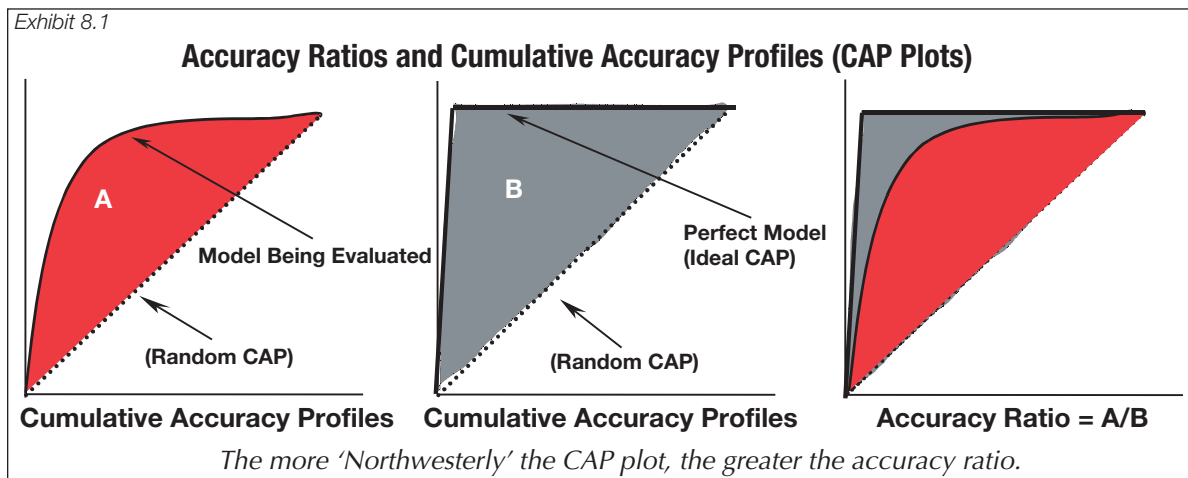 Exhibit 8.1
Accuracy Ratios and Cumulative Accuracy Profiles (CAP Plots)
A
Model Being Evaluated
(Random CAP)
Cumulative Accuracy Profiles
B
Perfect Model
(Ideal CAP)
(Random CAP)
Cumulative Accuracy Profiles
Accuracy Ratio = A/B
The more ‘Northwesterly’ the CAP plot, the greater the accuracy ratio.